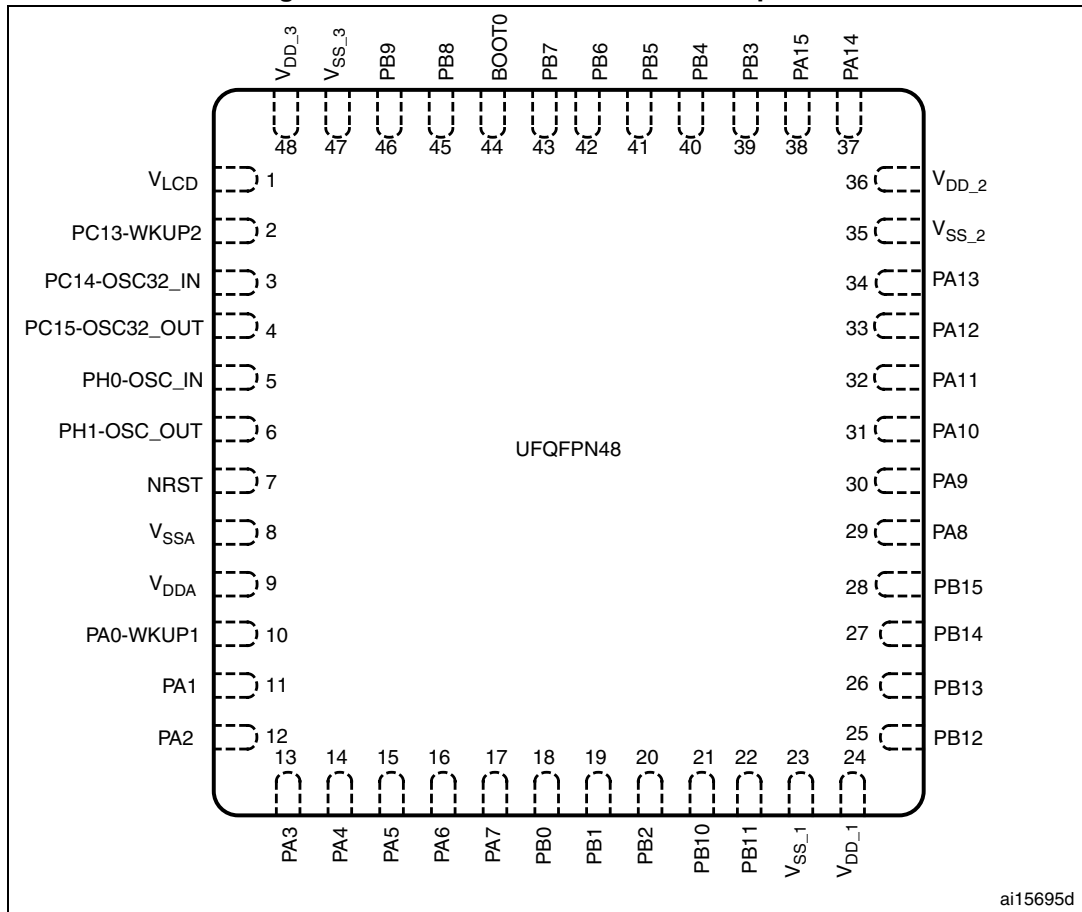 VDD_3 VSS_3 PB9 PB8 BOOT0 PB7 PB6 PB5 PB4 PB3 PA15 PA14
48 47 46 45 44 43 42 41 40 39 38 37
VLCD 1 36 VDD_2
PC13-WKUP2 2 35 VSS_2
PC14-OSC32_IN 3 34 PA13
PC15-OSC32_OUT 4 33 PA12
PH0-OSC_IN 5 32 PA11
PH1-OSC_OUT 6 31 PA10
UFQFPN48
NRST 7 30 PA9
VSSA 8 29 PA8
VDDA 9 28 PB15
PA0-WKUP1 10 27 PB14
PA1 11 26 PB13
PA2 12 25 PB12
13 14 15 16 17 18 19 20 21 22 23 24
PA3 PA4 PA5 PA6 PA7 PB0 PB1 PB2 PB10 PB11 VSS_1 VDD_1
ai15695d